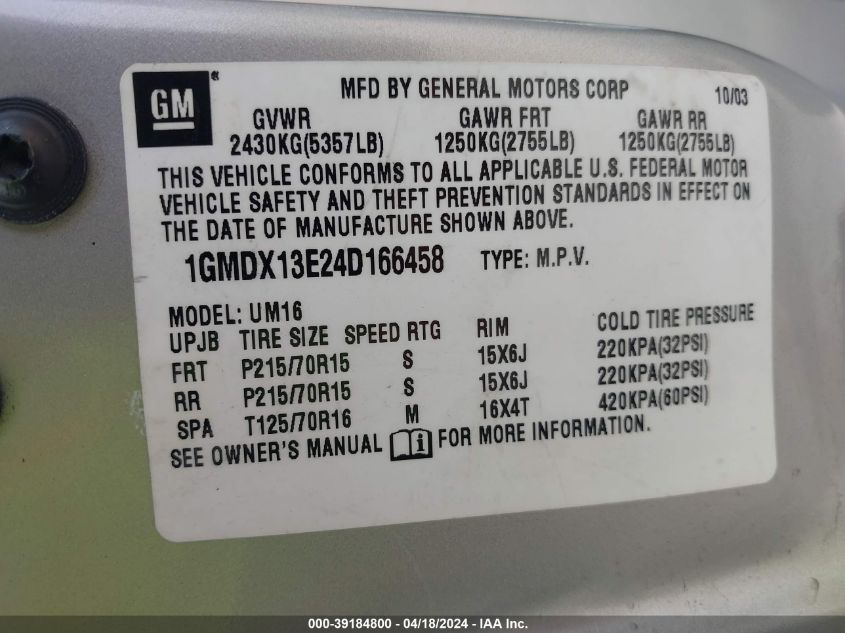 GM ® MFD BY GENERAL MOTORS CORP 10/03
GVWR GAWR FRT GAWR RR
2430KG(5357LB) 1250KG(2755LB) 1250KG(2755LB)
THIS VEHICLE CONFORMS TO ALL APPLICABLE U.S. FEDERAL MOTOR
VEHICLE SAFETY AND THEFT PREVENTION STANDARDS IN EFFECT ON
THE DATE OF MANUFACTURE SHOWN ABOVE.
1GMDX13E24D166458 TYPE: M.P.V.
MODEL: UM16
UPJB TIRE SIZE SPEED RTG RIM COLD TIRE PRESSURE
FRT P215/70R15 S 15X6J 220KPA(32PSI)
RR P215/70R15 S 15X6J 220KPA(32PSI)
SPA T125/70R16 M 16X4T 420KPA(60PSI)
SEE OWNER'S MANUAL i FOR MORE INFORMATION.
000-39184800 - 04/18/2024 - IAA Inc.